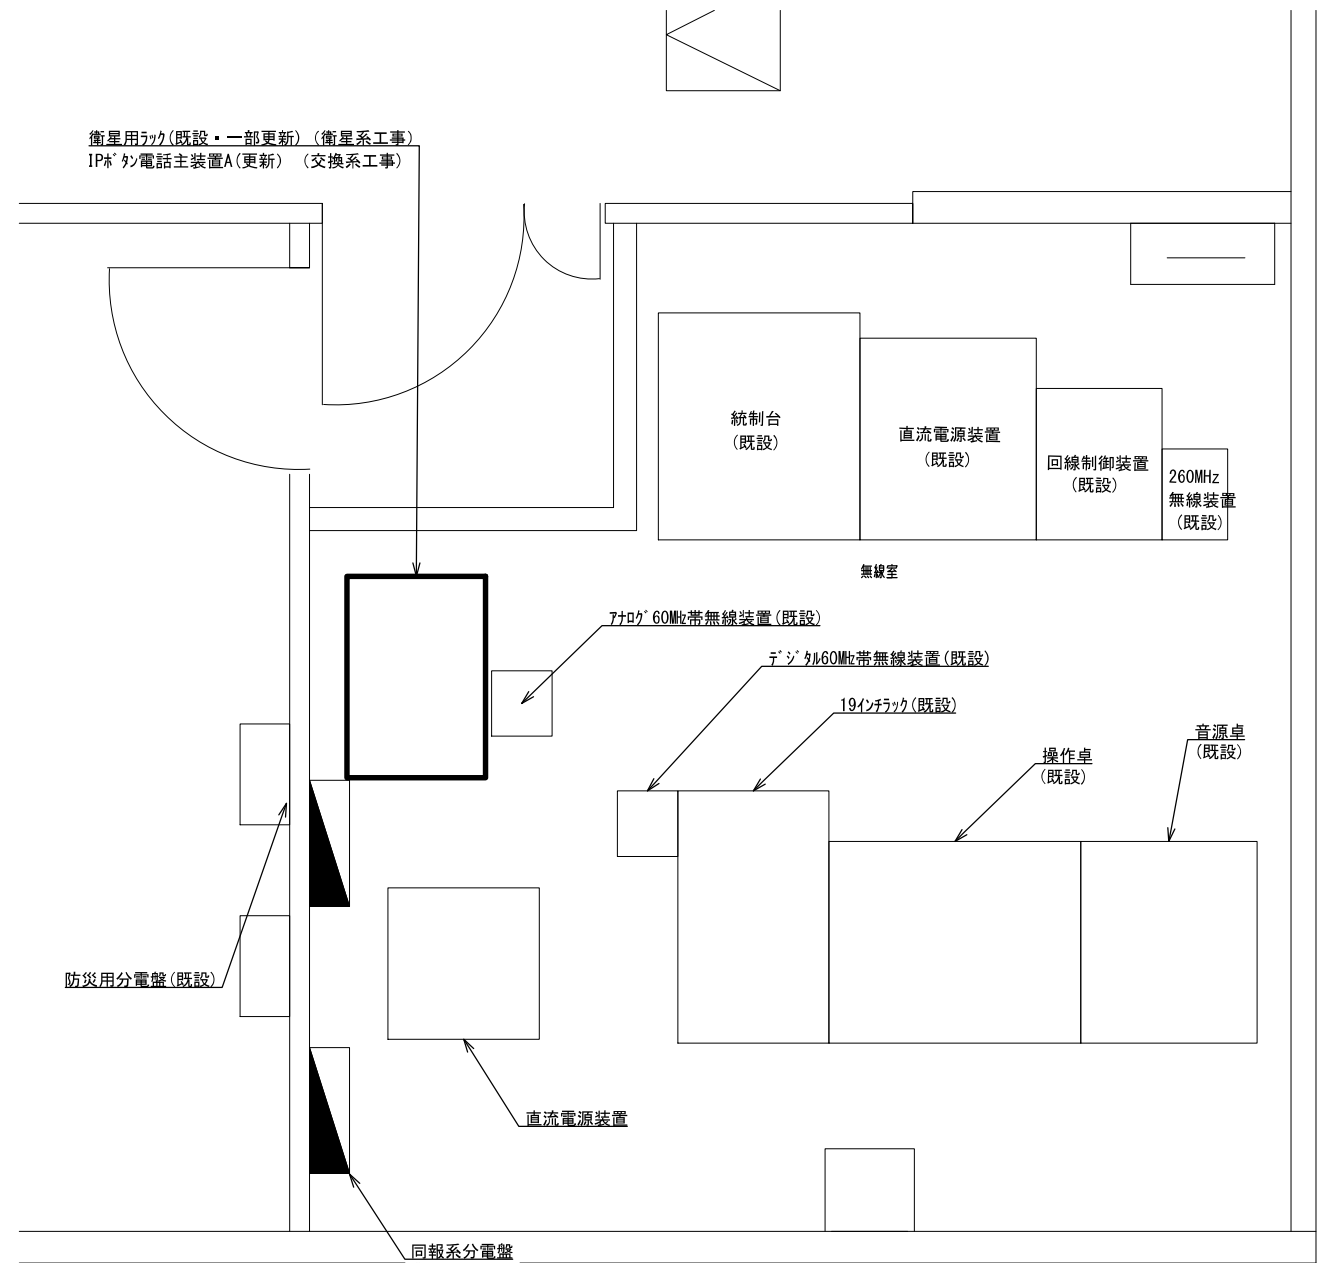 衛星用ﾗｯｸ(既設・一部更新)（衛星系工事）
IPﾎﾞﾀﾝ電話主装置A(更新)　（交換系工事）
統制台
(既設)
直流電源装置
(既設)
回線制御装置
(既設)
260MHz
無線装置
(既設)
無線室
ｱﾅﾛｸﾞ60MHz帯無線装置(既設)
ﾃﾞｼﾞﾀﾙ60MHz帯無線装置(既設)
19ｲﾝﾁﾗｯｸ(既設)
音源卓
(既設)
操作卓
(既設)
防災用分電盤(既設)
直流電源装置
同報系分電盤